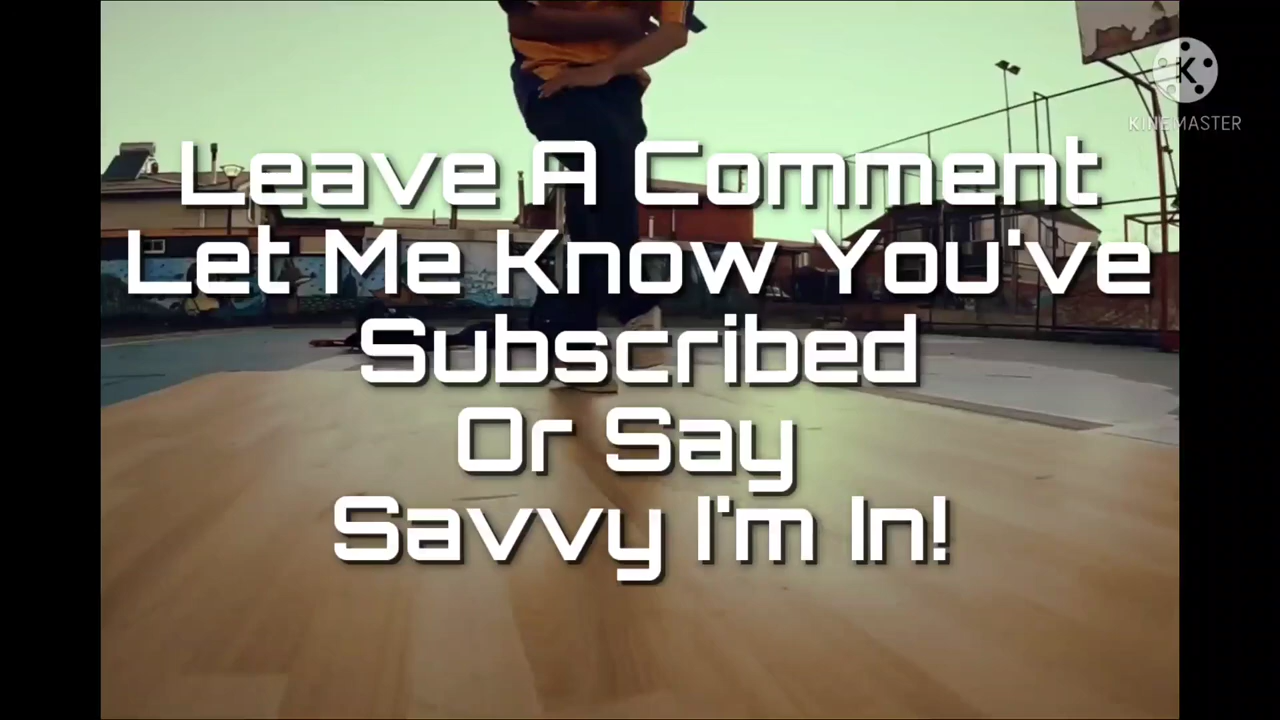 K
KINEMASTER
Leave A Comment
Let Me Know You've
Subscribed
Or Say
Savvy I'm In!